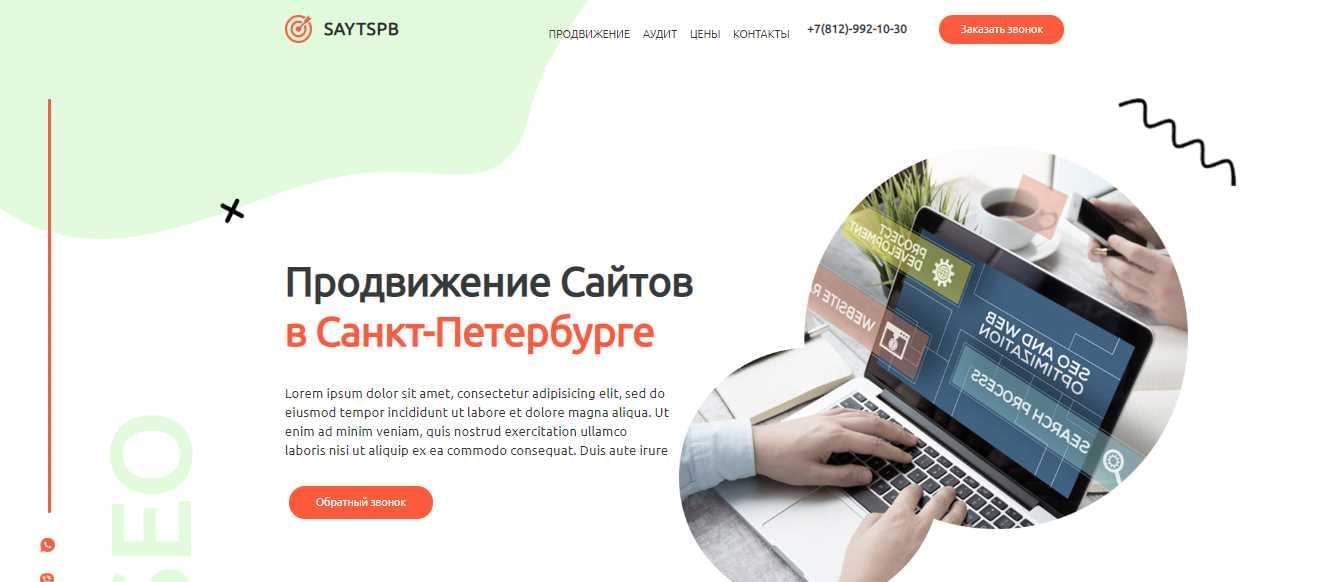 SAYTSPB
ПРОДВИЖЕНИЕ АУДИТ ЦЕНЫ КОНТАКТЫ +7(812)-992-10-30 Заказать звонок
Продвижение Сайтов
в Санкт-Петербурге
Lorem ipsum dolor sit amet, consectetur adipisicing elit, sed do
eiusmod tempor incididunt ut labore et dolore magna aliqua. Ut
enim ad minim veniam, quis nostrud exercitation ullamco
laboris nisi ut aliquip ex ea commodo consequat. Duis aute irure
Обратный звонок
SEO
PROJECT
DEVELOPMENT
WEBSITE R
SEO AND WEB
OPTIMIZATION
SEARCH PROCESS